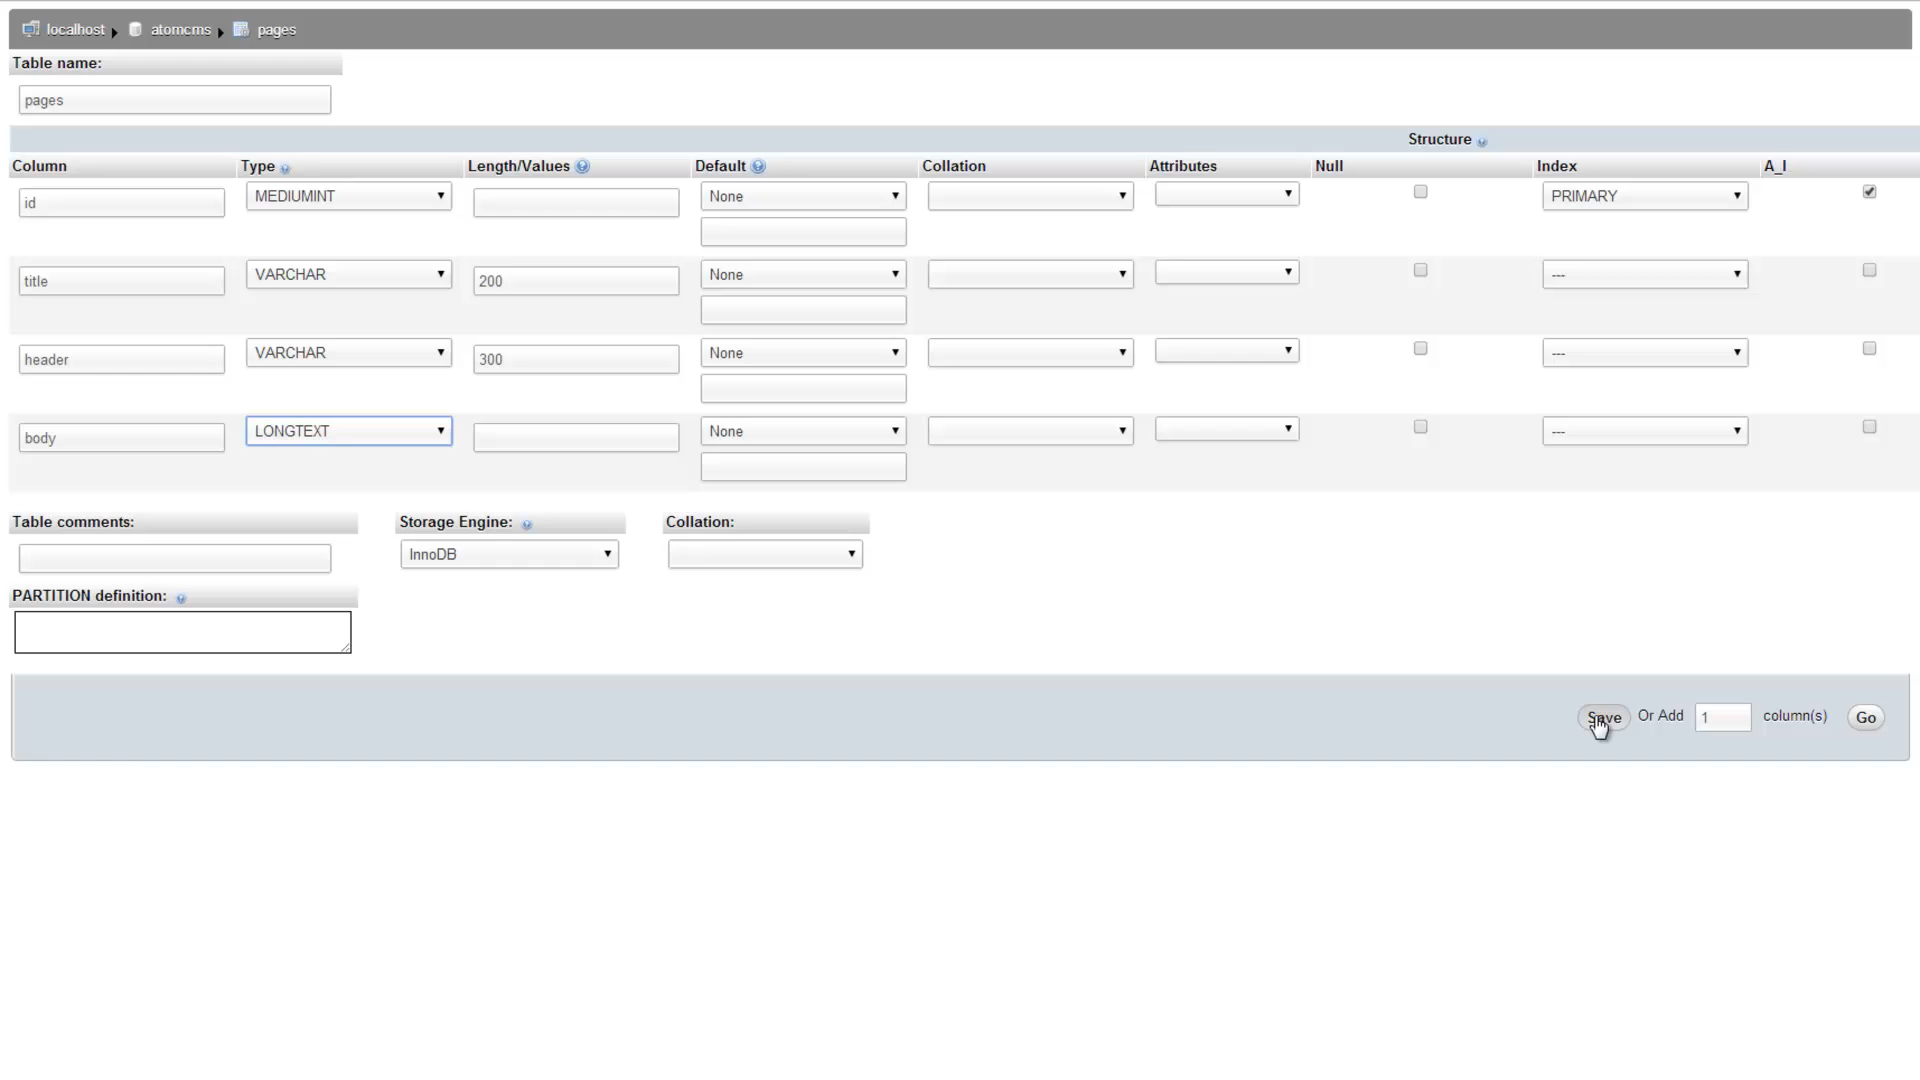 localhost atomcms pages
Table name:
pages
Structure
Column Type Length/Values Default Collation Attributes Null Index A_I
id MEDIUMINT None PRIMARY
title VARCHAR 200 None ---
header VARCHAR 300 None ---
body LONGTEXT None ---
Table comments: Storage Engine: Collation:
InnoDB
PARTITION definition:
Save Or Add 1 column(s) Go